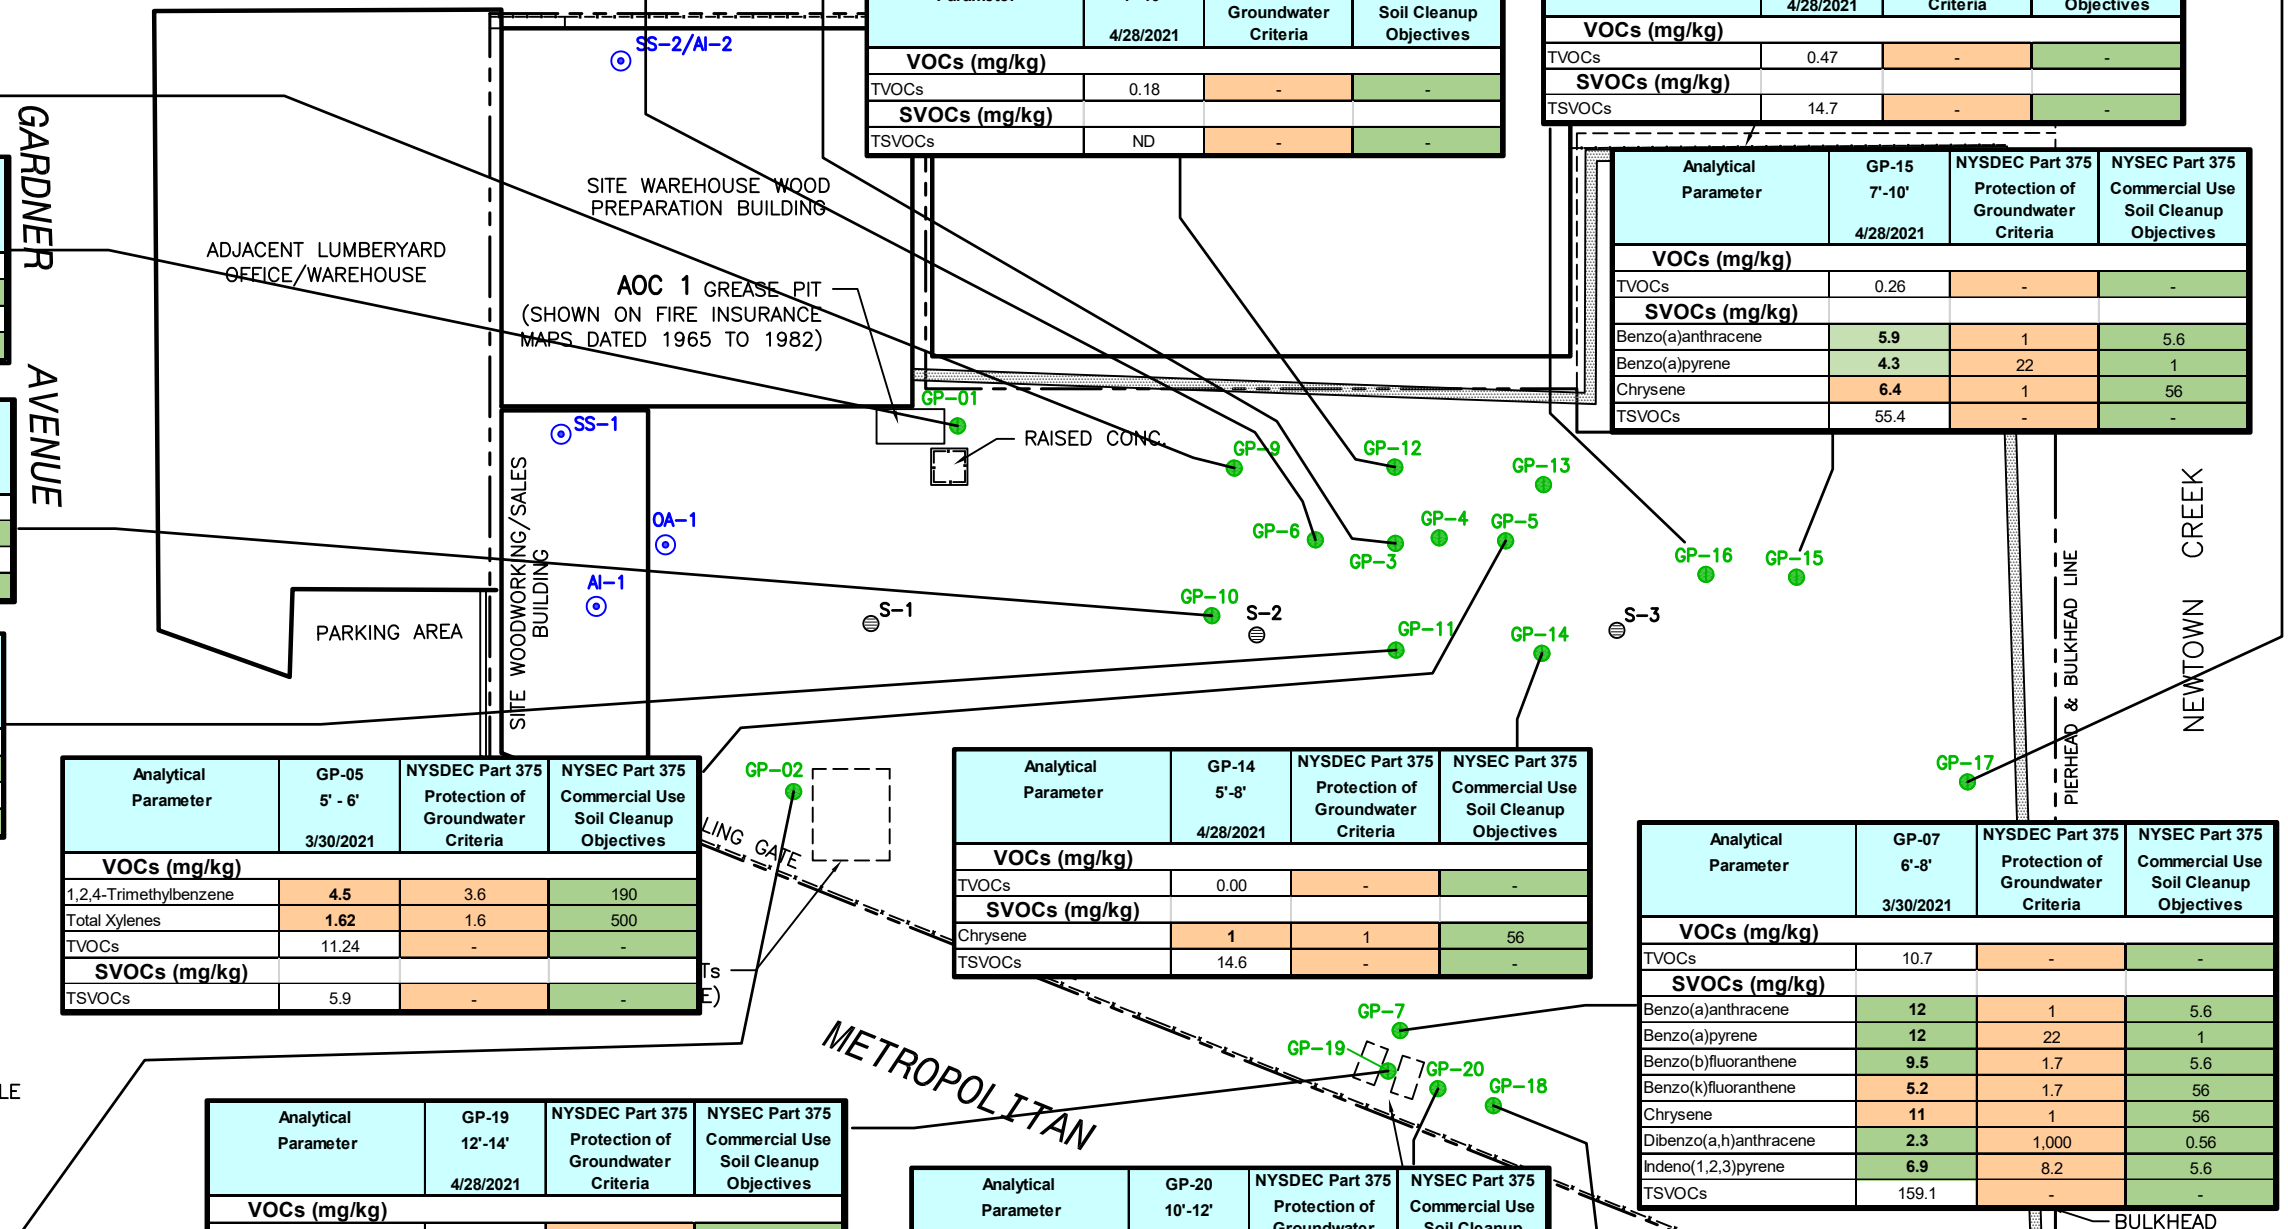 4/28/2021
Groundwater
Criteria
Soil Cleanup
Objectives
VOCs (mg/kg)
TVOCs 0.18 - -
SVOCs (mg/kg)
TSVOCs ND - -
4/28/2021 Criteria Objectives
VOCs (mg/kg)
TVOCs 0.47 - -
SVOCs (mg/kg)
TSVOCs 14.7 - -
Analytical
Parameter
GP-15
7'-10'
4/28/2021
NYSDEC Part 375
Protection of
Groundwater
Criteria
NYSEC Part 375
Commercial Use
Soil Cleanup
Objectives
VOCs (mg/kg)
TVOCs 0.26 - -
SVOCs (mg/kg)
Benzo(a)anthracene 5.9 1 5.6
Benzo(a)pyrene 4.3 22 1
Chrysene 6.4 1 56
TSVOCs 55.4 - -
GARDNER
AVENUE
SS-2/AI-2
SITE WAREHOUSE WOOD
PREPARATION BUILDING
ADJACENT LUMBERYARD
OFFICE/WAREHOUSE
AOC 1 GREASE PIT
(SHOWN ON FIRE INSURANCE
MAPS DATED 1965 TO 1982)
GP-01
SS-1
RAISED CONC.
GP-9
GP-12
GP-13
OA-1
GP-6
GP-3
GP-4
GP-5
GP-16
GP-15
AI-1
SITE WOODWORKING/SALES
BUILDING
PARKING AREA
S-1
GP-10
S-2
GP-11
GP-14
S-3
PIERHEAD & BULKHEAD LINE
NEWTOWN CREEK
GP-17
GP-02
LING GATE
Ts
E)
Analytical
Parameter
GP-05
5' - 6'
3/30/2021
NYSDEC Part 375
Protection of
Groundwater
Criteria
NYSEC Part 375
Commercial Use
Soil Cleanup
Objectives
VOCs (mg/kg)
1,2,4-Trimethylbenzene 4.5 3.6 190
Total Xylenes 1.62 1.6 500
TVOCs 11.24 - -
SVOCs (mg/kg)
TSVOCs 5.9 - -
Analytical
Parameter
GP-14
5'-8'
4/28/2021
NYSDEC Part 375
Protection of
Groundwater
Criteria
NYSEC Part 375
Commercial Use
Soil Cleanup
Objectives
VOCs (mg/kg)
TVOCs 0.00 - -
SVOCs (mg/kg)
Chrysene 1 1 56
TSVOCs 14.6 - -
Analytical
Parameter
GP-07
6'-8'
3/30/2021
NYSDEC Part 375
Protection of
Groundwater
Criteria
NYSEC Part 375
Commercial Use
Soil Cleanup
Objectives
VOCs (mg/kg)
TVOCs 10.7 - -
SVOCs (mg/kg)
Benzo(a)anthracene 12 1 5.6
Benzo(a)pyrene 12 22 1
Benzo(b)fluoranthene 9.5 1.7 5.6
Benzo(k)fluoranthene 5.2 1.7 56
Chrysene 11 1 56
Dibenzo(a,h)anthracene 2.3 1,000 0.56
Indeno(1,2,3)pyrene 6.9 8.2 5.6
TSVOCs 159.1 - -
BULKHEAD
METROPOLITAN
GP-7
GP-19
GP-20
GP-18
LE
Analytical
Parameter
GP-19
12'-14'
4/28/2021
NYSDEC Part 375
Protection of
Groundwater
Criteria
NYSEC Part 375
Commercial Use
Soil Cleanup
Objectives
VOCs (mg/kg)
Analytical
Parameter
GP-20
10'-12'
NYSDEC Part 375
Protection of
Groundwater
NYSEC Part 375
Commercial Use
Soil Cleanup